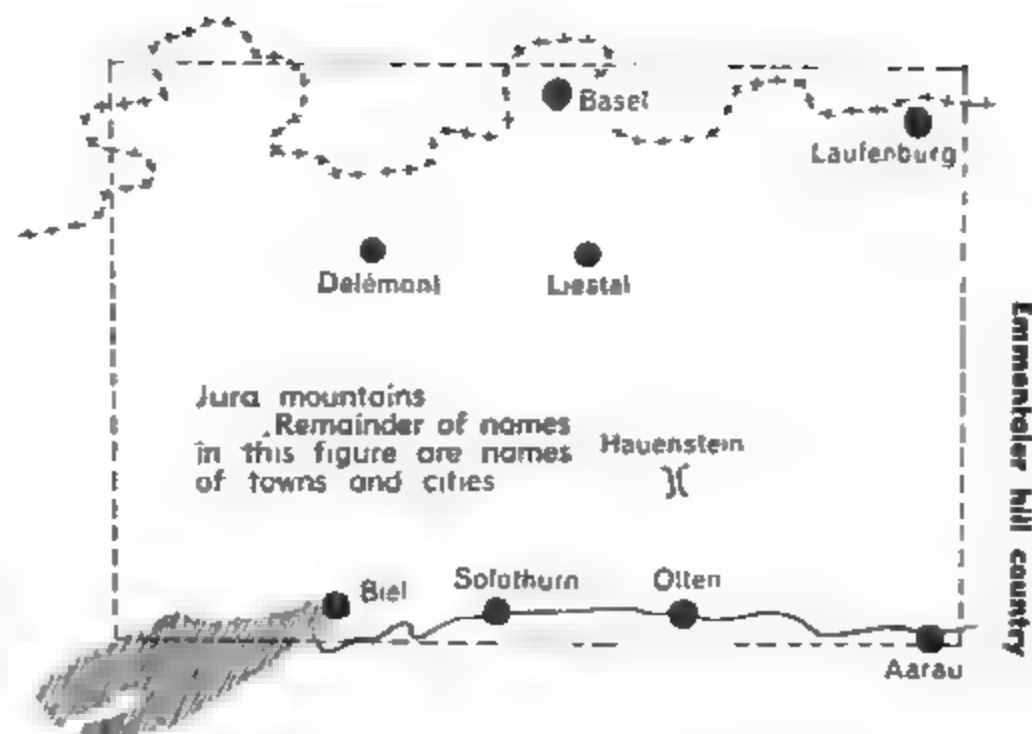 Basel
Laufenburg
Delémont
Liestal
Jura mountains
Remainder of names
in this figure are names
of towns and cities
Hauenstein
Biel
Solothurn
Olten
Aarau
Emmentaler hill country